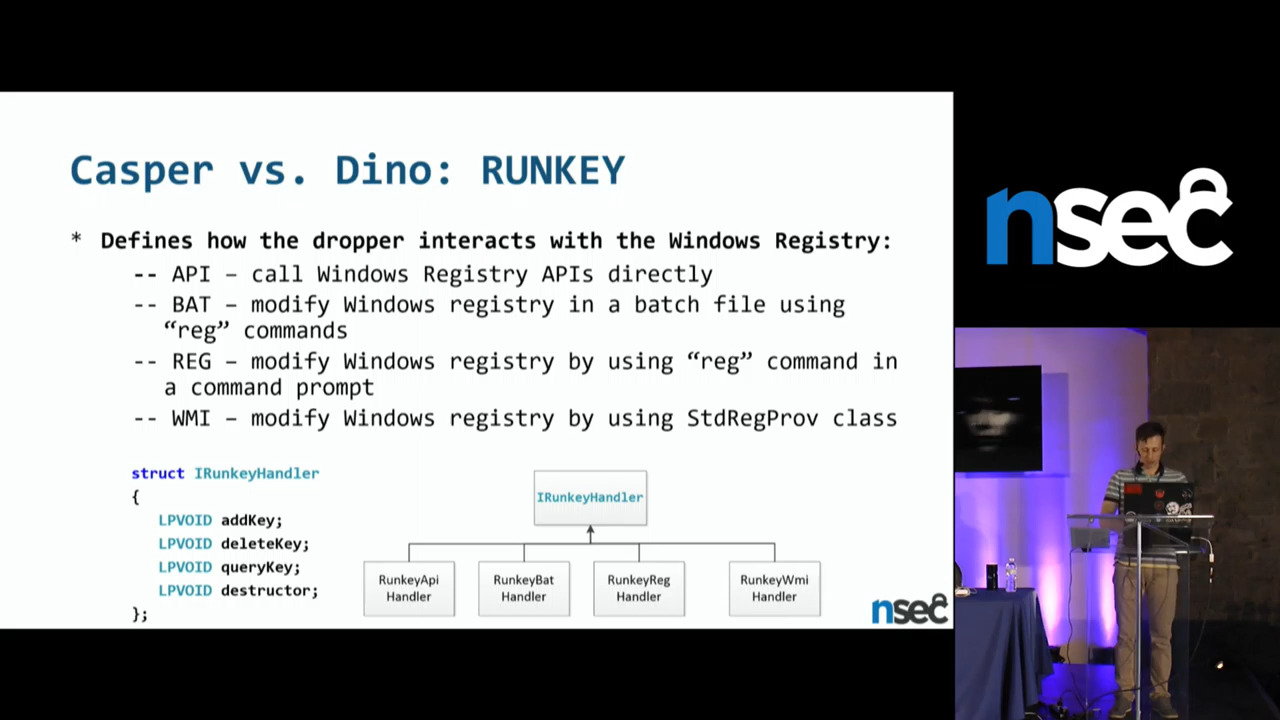 Casper vs. Dino: RUNKEY
* Defines how the dropper interacts with the Windows Registry:
-- API – call Windows Registry APIs directly
-- BAT – modify Windows registry in a batch file using
“reg” commands
-- REG – modify Windows registry by using “reg” command in
a command prompt
-- WMI – modify Windows registry by using StdRegProv class
struct IRunkeyHandler
{
LPVOID addKey;
LPVOID deleteKey;
LPVOID queryKey;
LPVOID destructor;
};
IRunkeyHandler
RunkeyApi
Handler
RunkeyBat
Handler
RunkeyReg
Handler
RunkeyWmi
Handler
nsec
nsec